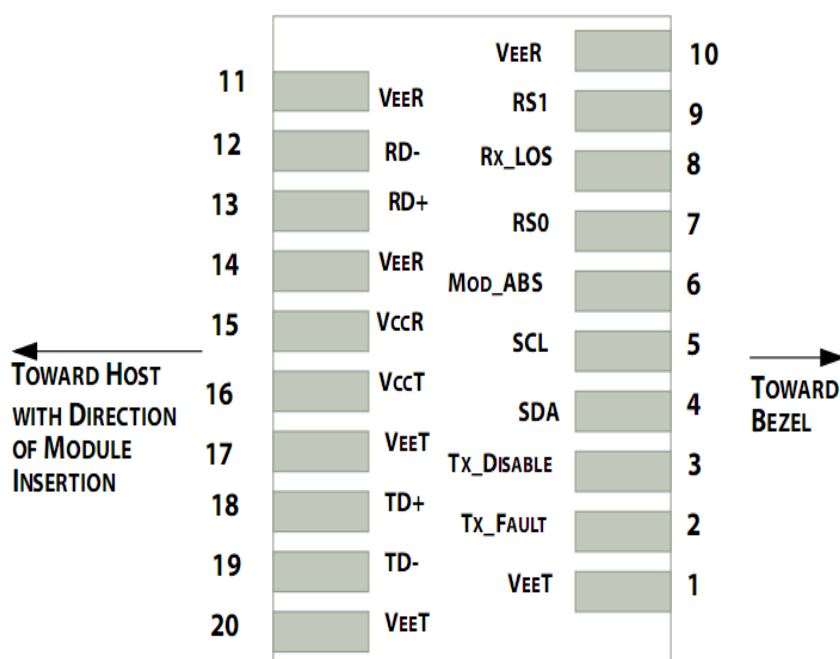 VEER 10
11 VEER
RS1 9
12 RD-
RX_LOS 8
13 RD+
RS0 7
14 VEER
MOD_ABS 6
15 VCCR
SCL 5
TOWARD HOST
WITH DIRECTION
OF MODULE
INSERTION
TOWARD
BEZEL
16 VCCT
SDA 4
17 VEET
TX_DISABLE 3
18 TD+
TX_FAULT 2
19 TD-
VEET 1
20 VEET